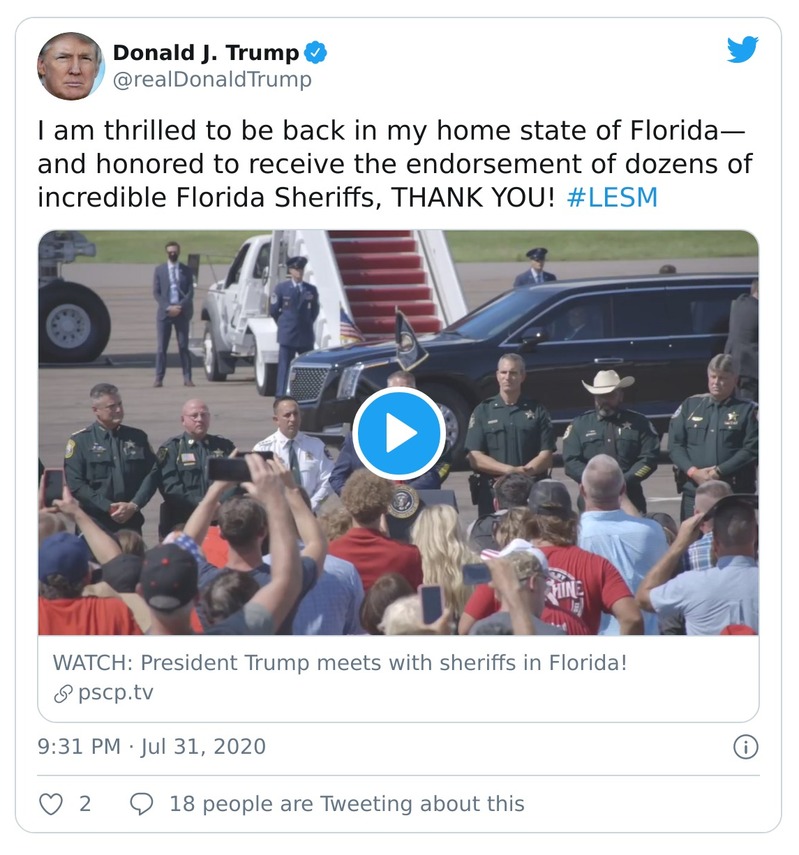 Donald J. Trump
@realDonaldTrump
I am thrilled to be back in my home state of Florida—
and honored to receive the endorsement of dozens of
incredible Florida Sheriffs, THANK YOU! #LESM
WATCH: President Trump meets with sheriffs in Florida!
pscp.tv
9:31 PM · Jul 31, 2020
2
18 people are Tweeting about this